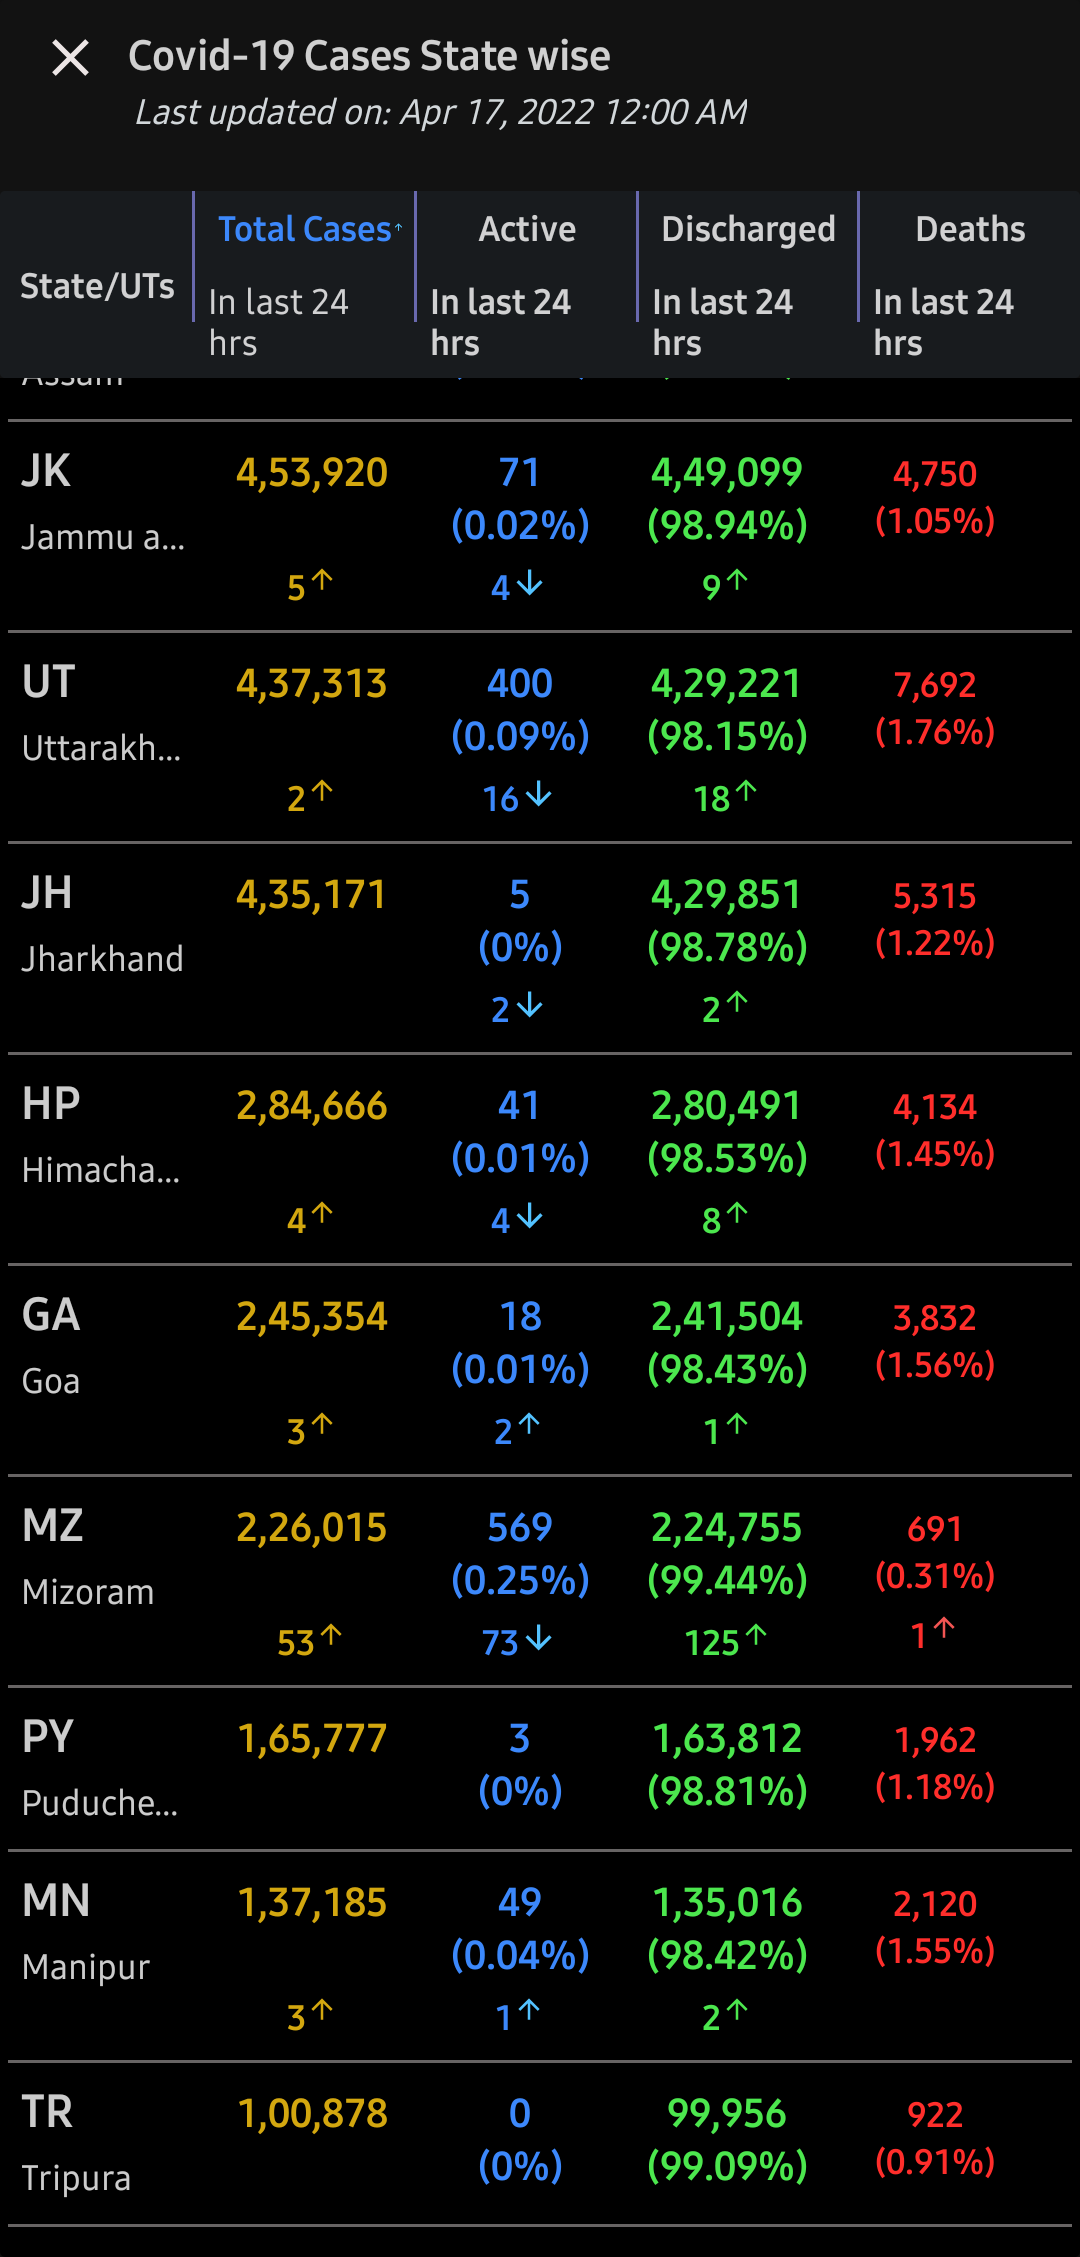 Covid-19 Cases State wise
Last updated on: Apr 17, 2022 12:00 AM
State/UTs
Total Cases↑ Active Discharged Deaths
In last 24 hrs In last 24 hrs In last 24 hrs In last 24 hrs
Assam
JK 4,53,920 71 4,49,099 4,750
(0.02%) (98.94%) (1.05%)
Jammu a...
5↑ 4↓ 9↑
UT 4,37,313 400 4,29,221 7,692
(0.09%) (98.15%) (1.76%)
Uttarakh...
2↑ 16↓ 18↑
JH 4,35,171 5 4,29,851 5,315
(0%) (98.78%) (1.22%)
Jharkhand
2↓ 2↑
HP 2,84,666 41 2,80,491 4,134
(0.01%) (98.53%) (1.45%)
Himacha...
4↑ 4↓ 8↑
GA 2,45,354 18 2,41,504 3,832
(0.01%) (98.43%) (1.56%)
Goa
3↑ 2↑ 1↑
MZ 2,26,015 569 2,24,755 691
(0.25%) (99.44%) (0.31%)
Mizoram
53↑ 73↓ 125↑ 1↑
PY 1,65,777 3 1,63,812 1,962
(0%) (98.81%) (1.18%)
Puduche...
MN 1,37,185 49 1,35,016 2,120
(0.04%) (98.42%) (1.55%)
Manipur
3↑ 1↑ 2↑
TR 1,00,878 0 99,956 922
(0%) (99.09%) (0.91%)
Tripura